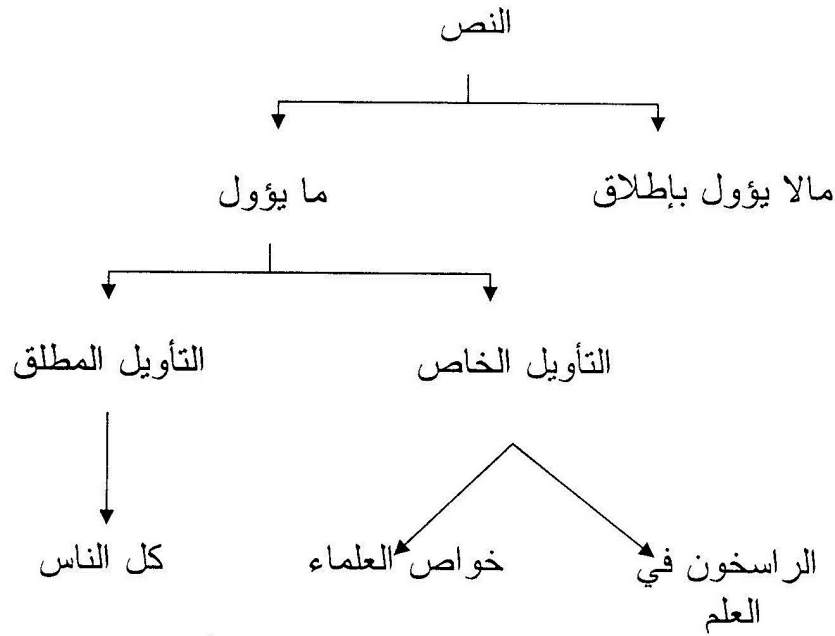 النص
مالا يؤول بإطلاق
ما يؤول
التأويل الخاص
التأويل المطلق
الراسخون في
العلم
خواص العلماء
كل الناس